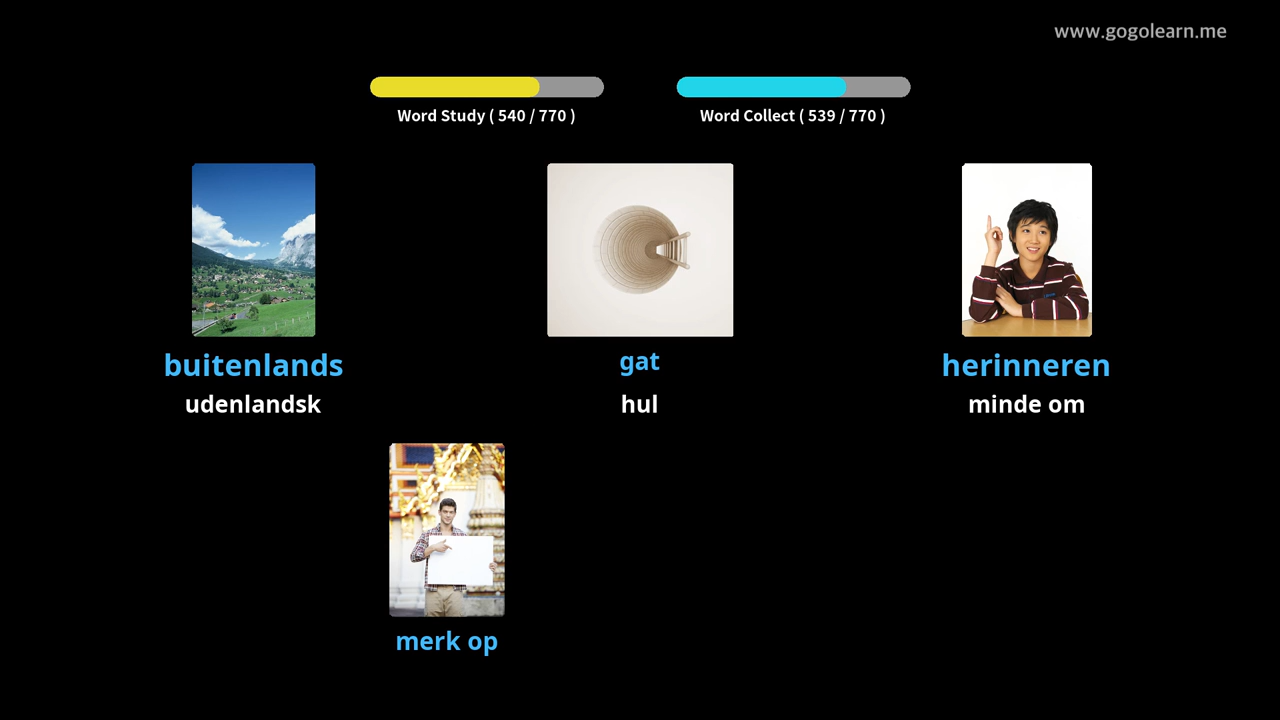 www.gogolearn.me
Word Study ( 540 / 770 )
Word Collect ( 539 / 770 )
buitenlands
gat
herinneren
udenlandsk
hul
minde om
merk op